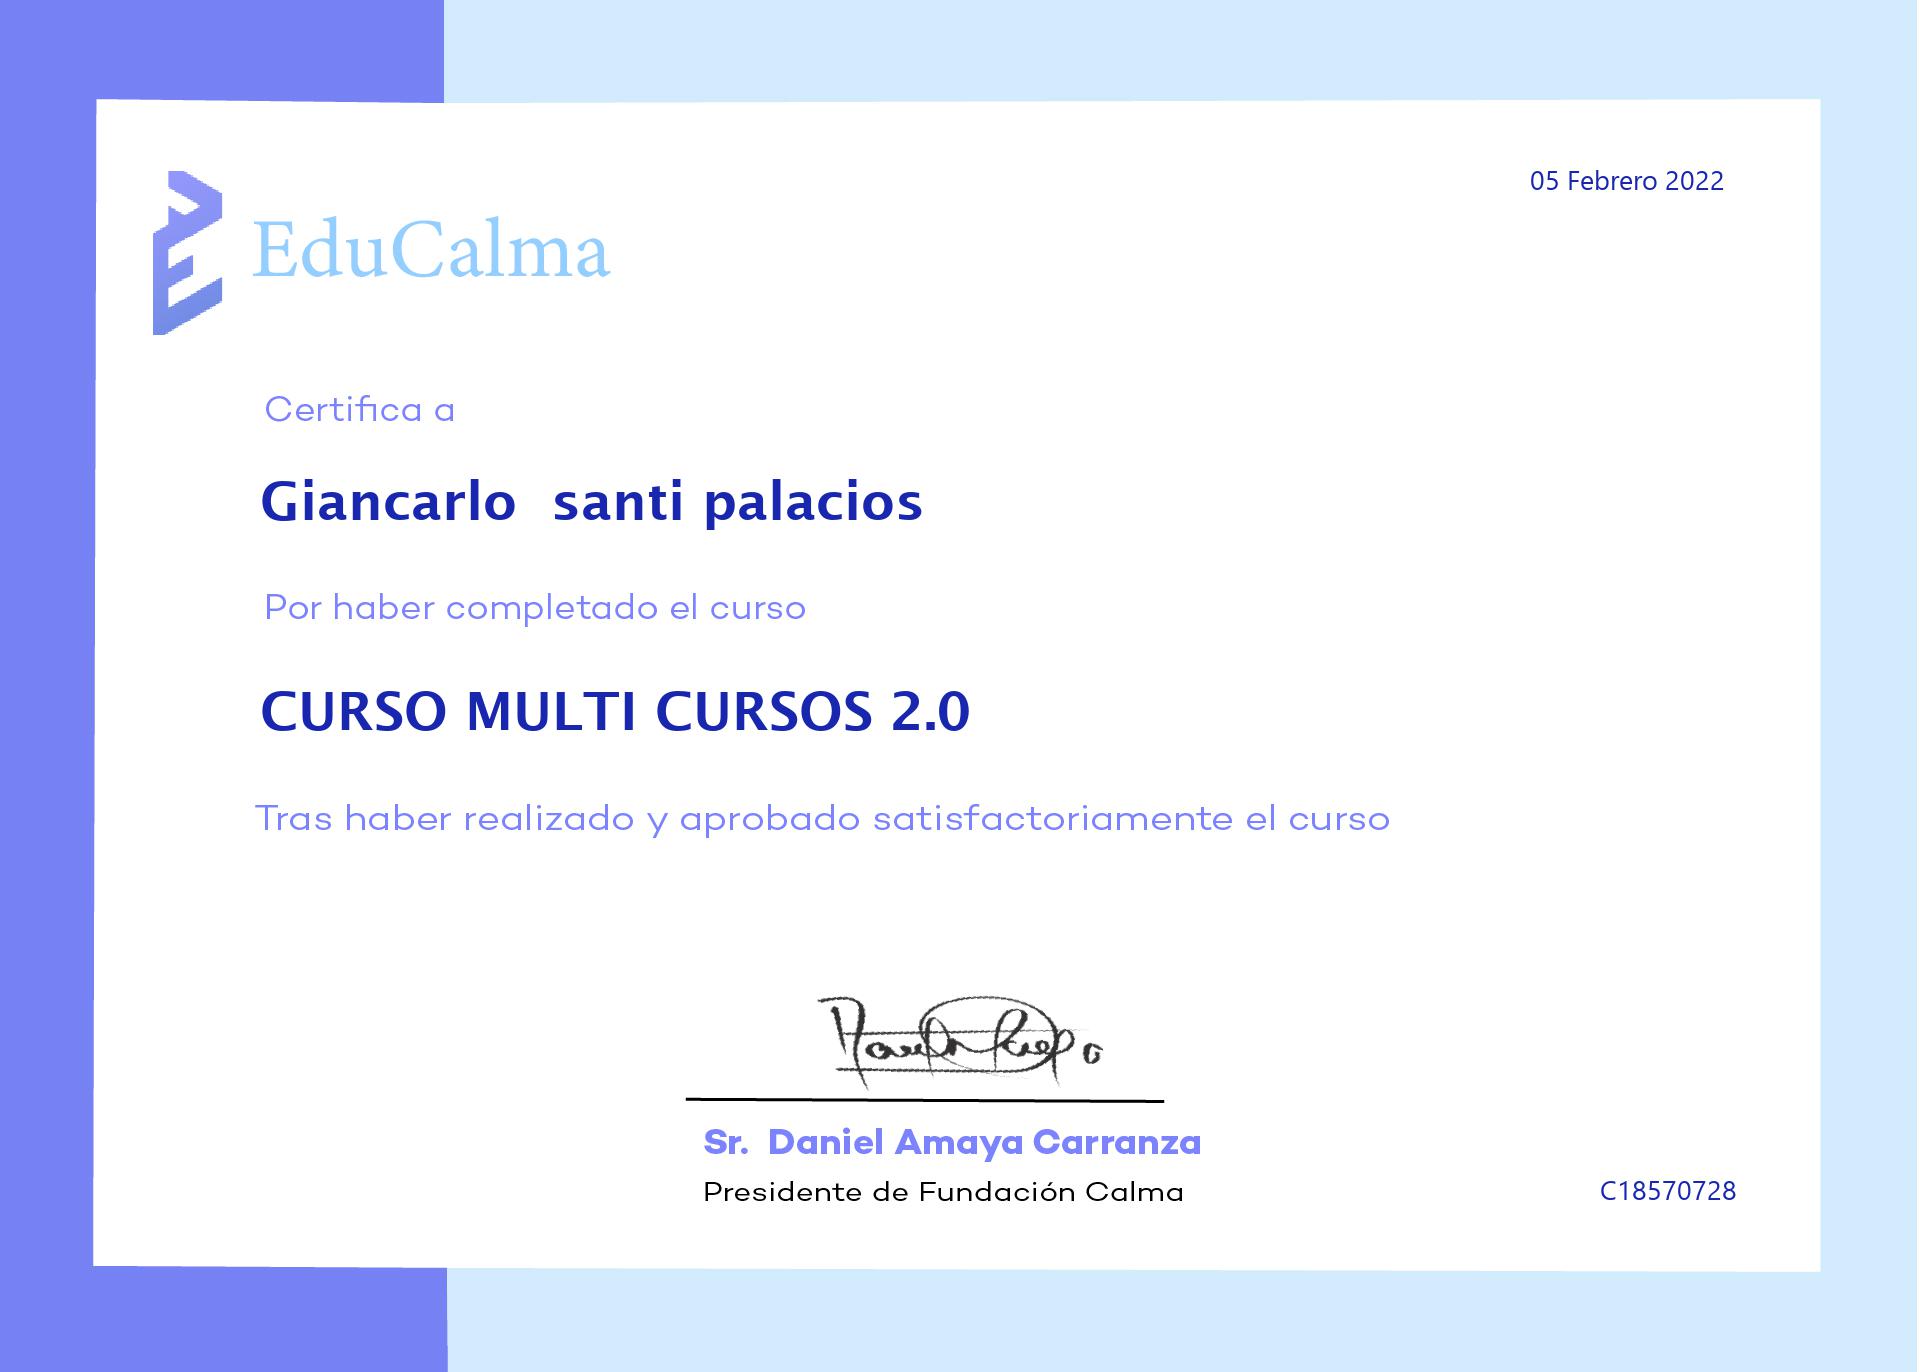 05 Febrero 2022
EduCalma
Certifica a
Giancarlo  santi palacios
Por haber completado el curso
CURSO MULTI CURSOS 2.0
Tras haber realizado y aprobado satisfactoriamente el curso
Sr.  Daniel Amaya Carranza
Presidente de Fundación Calma
C18570728